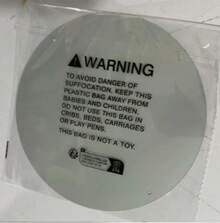 WARNING
TO AVOID DANGER OF
SUFFOCATION, KEEP THIS
PLASTIC BAG AWAY FROM
BABIES AND CHILDREN.
DO NOT USE THIS BAG IN
CRIBS, BEDS, CARRIAGES
OR PLAY PENS.
THIS BAG IS NOT A TOY.